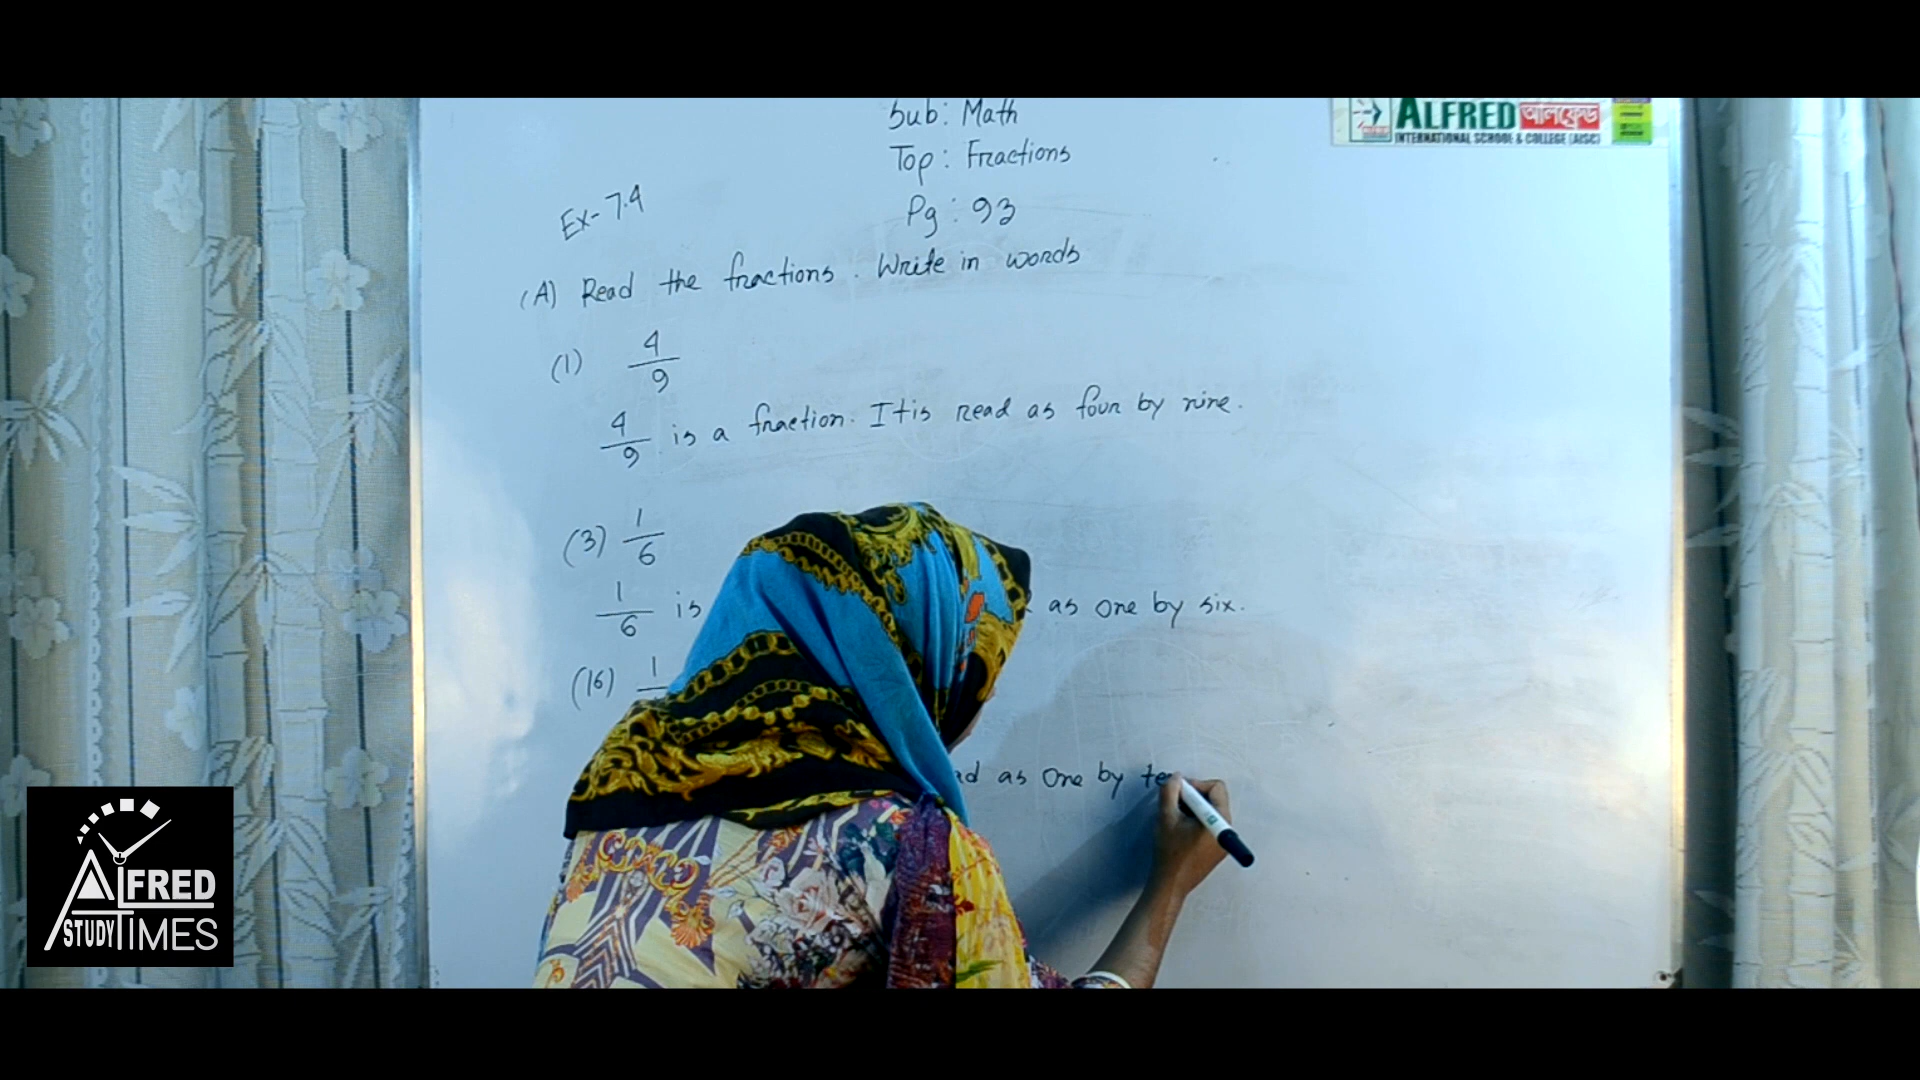 Sub: Math
Top: Fractions
Pg: 93
ALFRED আলফ্রেড
INTERNATIONAL SCHOOL & COLLEGE (AISC)
Ex-7.4
(A) Read the fractions. Write in words
(1) 4/9
4/9 is a fraction. It is read as four by nine.
(3) 1/6
1/6 is as one by six.
(16) 1
as One by te
ALFRED
STUDY TIMES